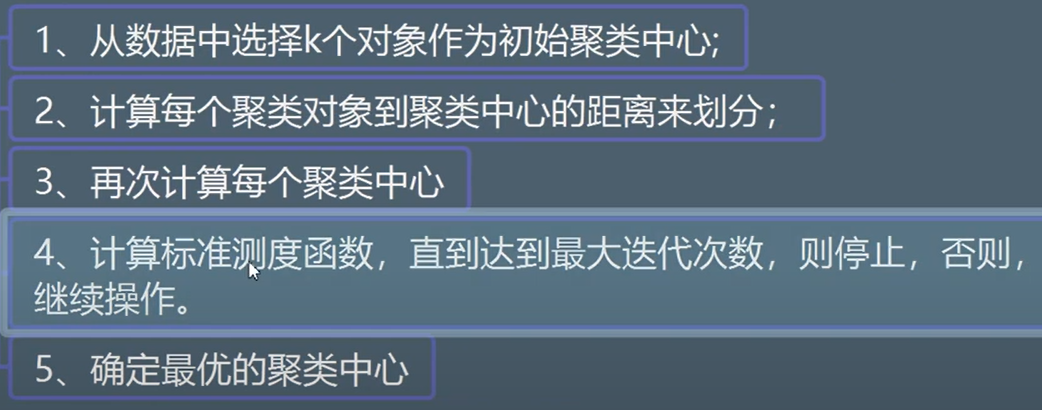 1、从数据中选择k个对象作为初始聚类中心;
2、计算每个聚类对象到聚类中心的距离来划分；
3、再次计算每个聚类中心
4、计算标准测度函数，直到达到最大迭代次数，则停止，否则，
继续操作。
5、确定最优的聚类中心